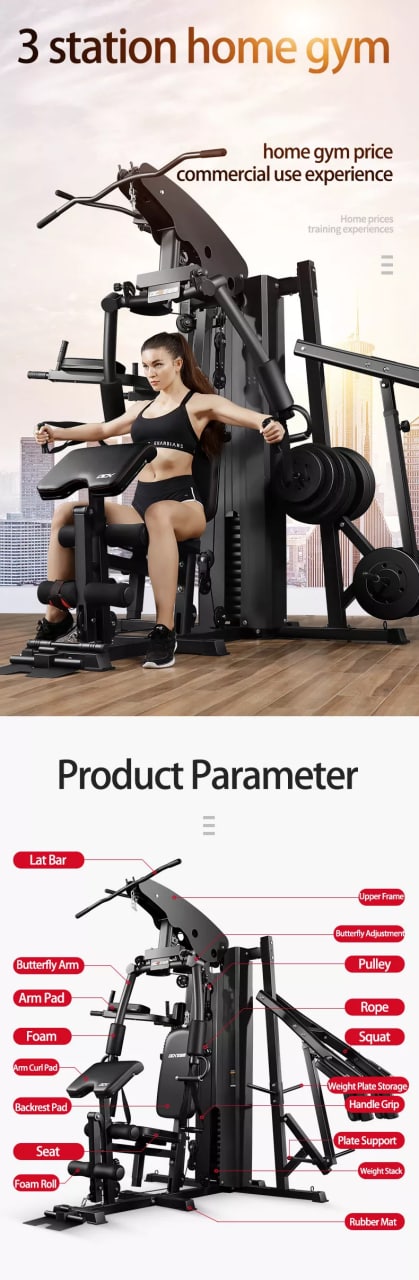 3 station home gym
home gym price
commercial use experience
Home prices
training experiences
GUARDIANS
Product Parameter
Lat Bar
Upper Frame
Butterfly Adjustment
Butterfly Arm
Pulley
Arm Pad
Rope
Foam
Squat
Arm Curl Pad
Weight Plate Storage
Backrest Pad
Handle Grip
Plate Support
Seat
Weight Stack
Foam Roll
Rubber Mat